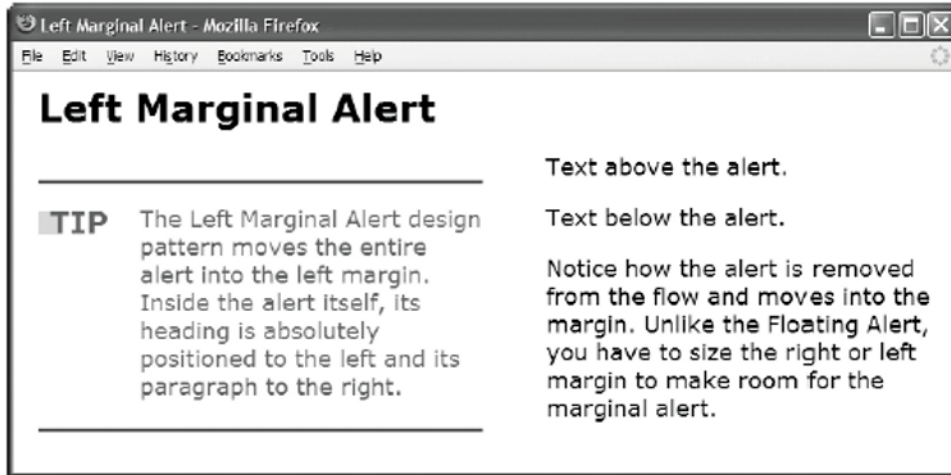 Left Marginal Alert - Mozilla Firefox
File Edit View History Bookmarks Tools Help
Left Marginal Alert
TIP
The Left Marginal Alert design
pattern moves the entire
alert into the left margin.
Inside the alert itself, its
heading is absolutely
positioned to the left and its
paragraph to the right.
Text above the alert.
Text below the alert.
Notice how the alert is removed
from the flow and moves into the
margin. Unlike the Floating Alert,
you have to size the right or left
margin to make room for the
marginal alert.